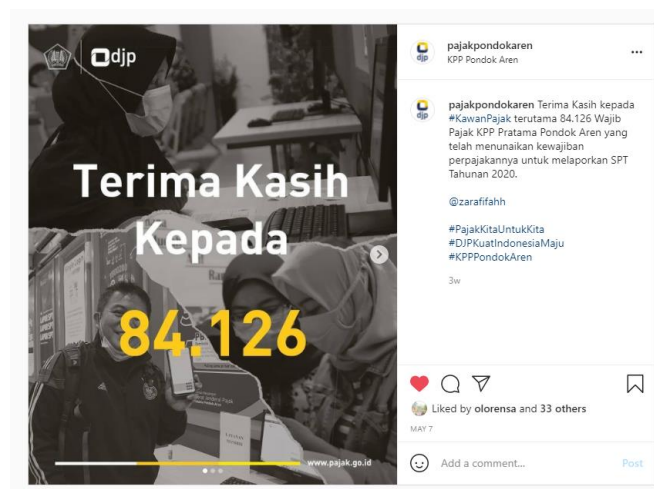 djp
Terima Kasih
Kepada
84.126
www.pajak.go.id
djp
pajakpondokaren
KPP Pondok Aren
djp
pajakpondokaren Terima Kasih kepada
#KawanPajak terutama 84.126 Wajib
Pajak KPP Pratama Pondok Aren yang
telah menunaikan kewajiban
perpajakannya untuk melaporkan SPT
Tahunan 2020.
@zarafifahh
#PajakKitaUntukKita
#DJPKuatIndonesiaMaju
#KPPPondokAren
3w
Liked by olorensa and 33 others
MAY 7
Add a comment...
Post